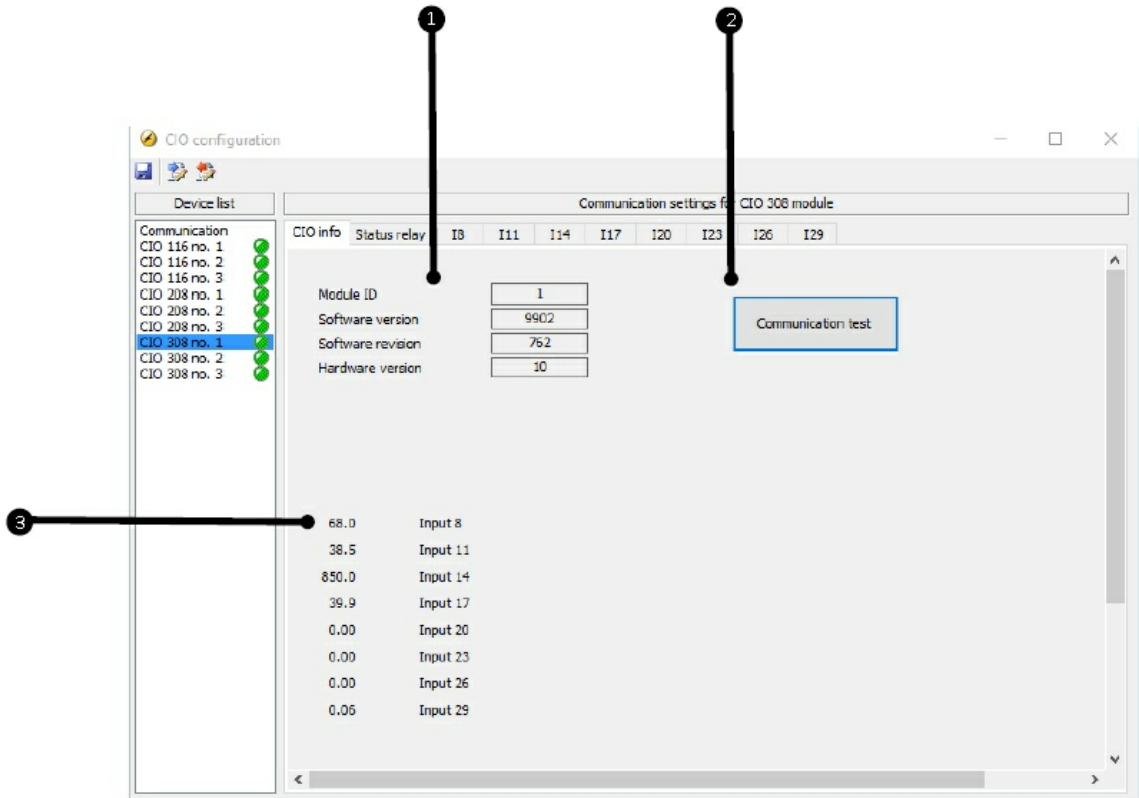 1
2
CIO configuration
Device list
Communication settings for CIO 308 module
Communication
CIO 116 no. 1
CIO 116 no. 2
CIO 116 no. 3
CIO 208 no. 1
CIO 208 no. 2
CIO 208 no. 3
CIO 308 no. 1
CIO 308 no. 2
CIO 308 no. 3
CIO info Status relay I8 I11 I14 I17 I20 I23 I26 I29
Module ID 1
Software version 9902
Software revision 762
Hardware version 10
Communication test
3
68.0 Input 8
38.5 Input 11
850.0 Input 14
39.9 Input 17
0.00 Input 20
0.00 Input 23
0.00 Input 26
0.06 Input 29